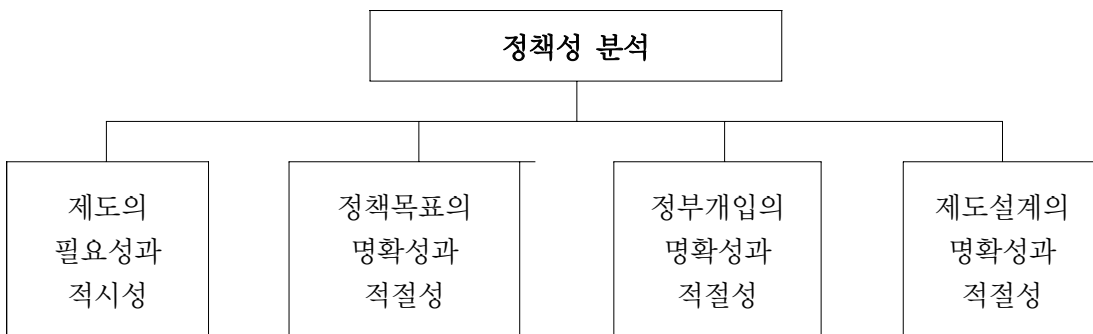 정책성 분석
제도의
필요성과
적시성
정책목표의
명확성과
적절성
정부개입의
명확성과
적절성
제도설계의
명확성과
적절성